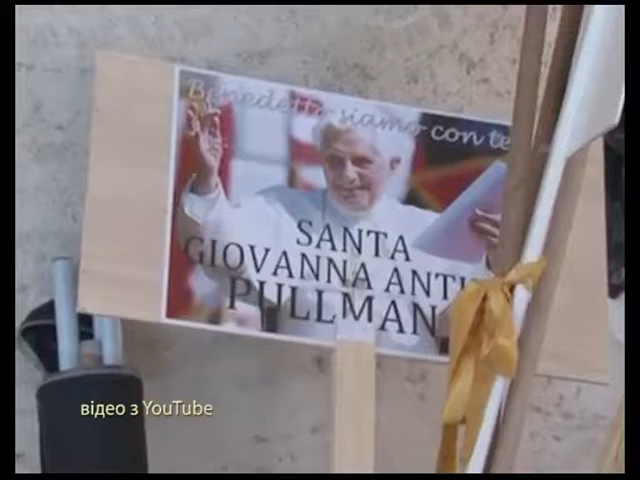 Benedetto siamo con te
SANTA
GIOVANNA ANTI
PULLMAN
відео з YouTube